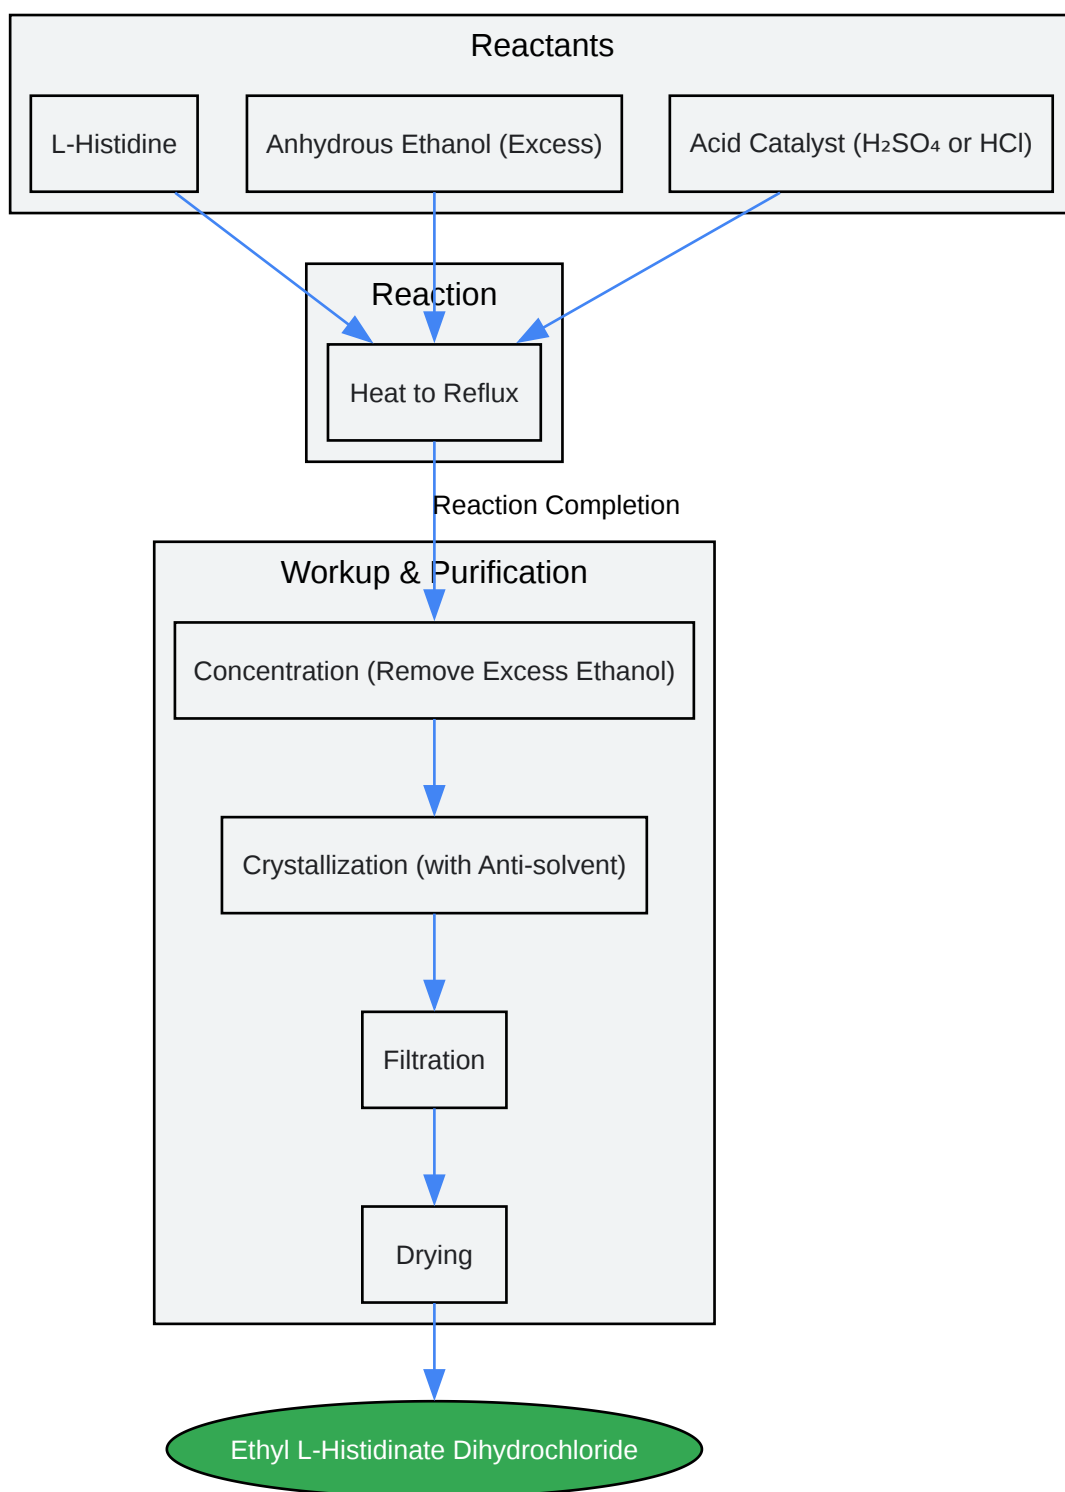 Reactants
L-Histidine
Anhydrous Ethanol (Excess)
Acid Catalyst (H₂SO₄ or HCl)
Reaction
Heat to Reflux
Reaction Completion
Workup & Purification
Concentration (Remove Excess Ethanol)
Crystallization (with Anti-solvent)
Filtration
Drying
Ethyl L-Histidinate Dihydrochloride